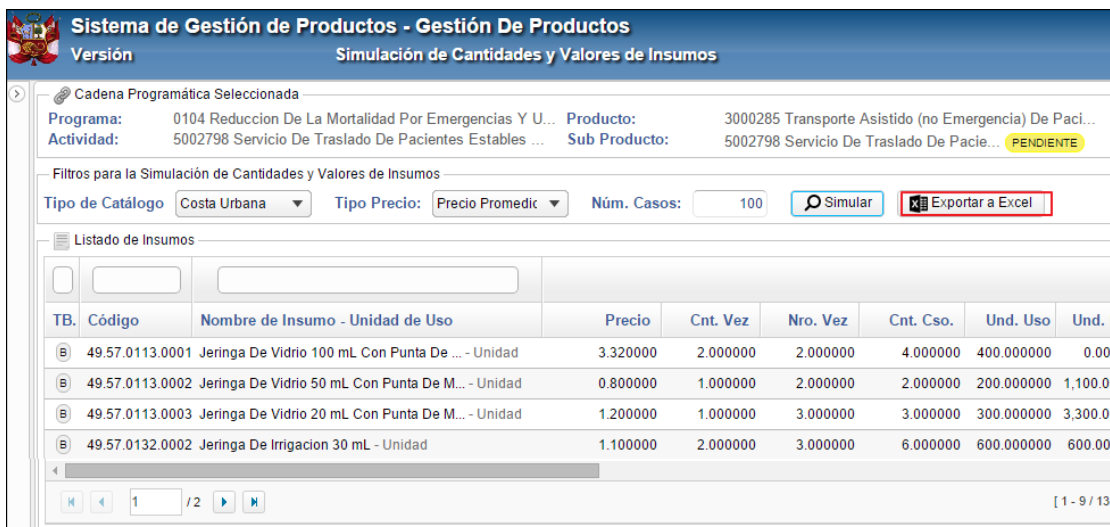 Sistema de Gestión de Productos - Gestión De Productos
Versión Simulación de Cantidades y Valores de Insumos
Cadena Programática Seleccionada
Programa: 0104 Reduccion De La Mortalidad Por Emergencias Y U... Producto: 3000285 Transporte Asistido (no Emergencia) De Paci...
Actividad: 5002798 Servicio De Traslado De Pacientes Estables ... Sub Producto: 5002798 Servicio De Traslado De Pacie... PENDIENTE
Filtros para la Simulación de Cantidades y Valores de Insumos
Tipo de Catálogo Costa Urbana Tipo Precio: Precio Promedic Núm. Casos: 100 Simular Exportar a Excel
Listado de Insumos
TB. Código Nombre de Insumo - Unidad de Uso Precio Cnt. Vez Nro. Vez Cnt. Cso. Und. Uso Und.
B 49.57.0113.0001 Jeringa De Vidrio 100 mL Con Punta De ... - Unidad 3.320000 2.000000 2.000000 4.000000 400.000000 0.00
B 49.57.0113.0002 Jeringa De Vidrio 50 mL Con Punta De M... - Unidad 0.800000 1.000000 2.000000 2.000000 200.000000 1,100.0
B 49.57.0113.0003 Jeringa De Vidrio 20 mL Con Punta De M... - Unidad 1.200000 1.000000 3.000000 3.000000 300.000000 3,300.0
B 49.57.0132.0002 Jeringa De Irrigacion 30 mL - Unidad 1.100000 2.000000 3.000000 6.000000 600.000000 600.00
1 / 2 [ 1 - 9 / 13